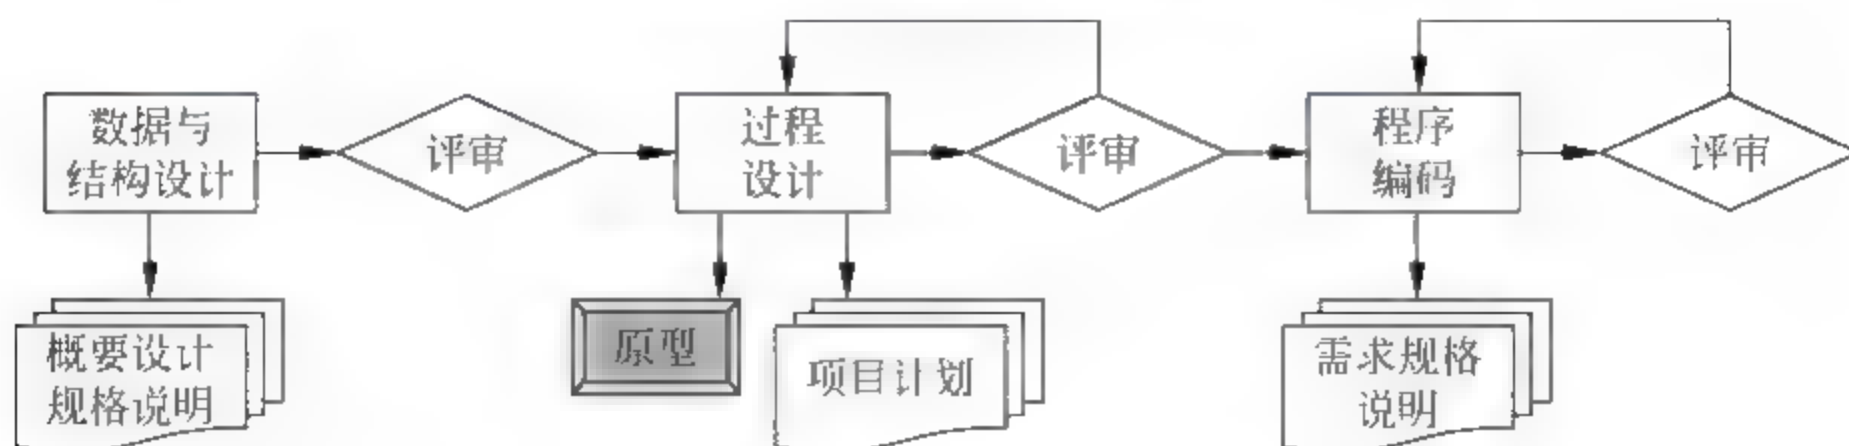 数据与
结构设计
评审
过程
设计
评审
程序
编码
评审
概要设计
规格说明
原型
项目计划
需求规格
说明